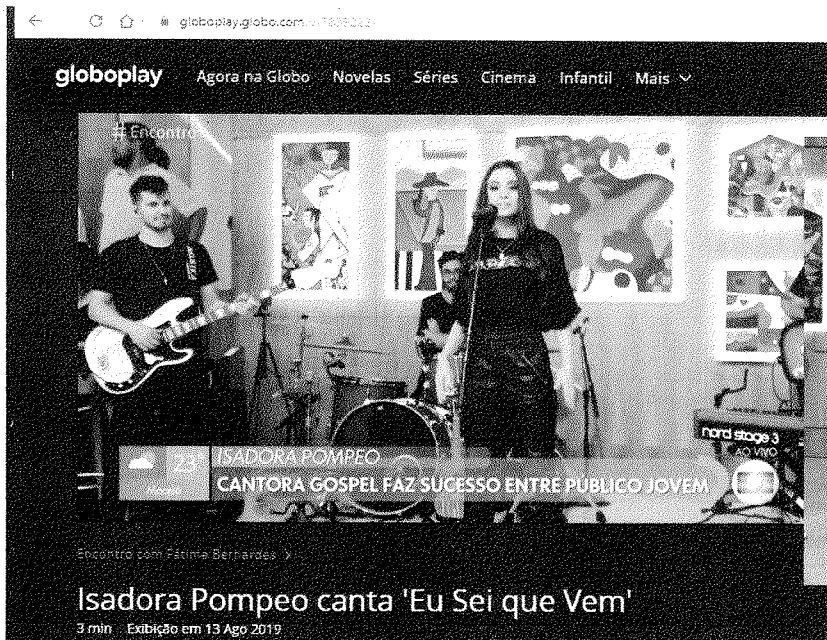 globoplay.globo.com
globoplay Agora na Globo Novelas Séries Cinema Infantil Mais
#Encontro
nord stage 3
AO VIVO
23°
ISADORA POMPEO
CANTORA GOSPEL FAZ SUCESSO ENTRE PÚBLICO JOVEM
Encontro com Fátima Bernardes >
Isadora Pompeo canta 'Eu Sei que Vem'
3 min Exibição em 13 Ago 2019